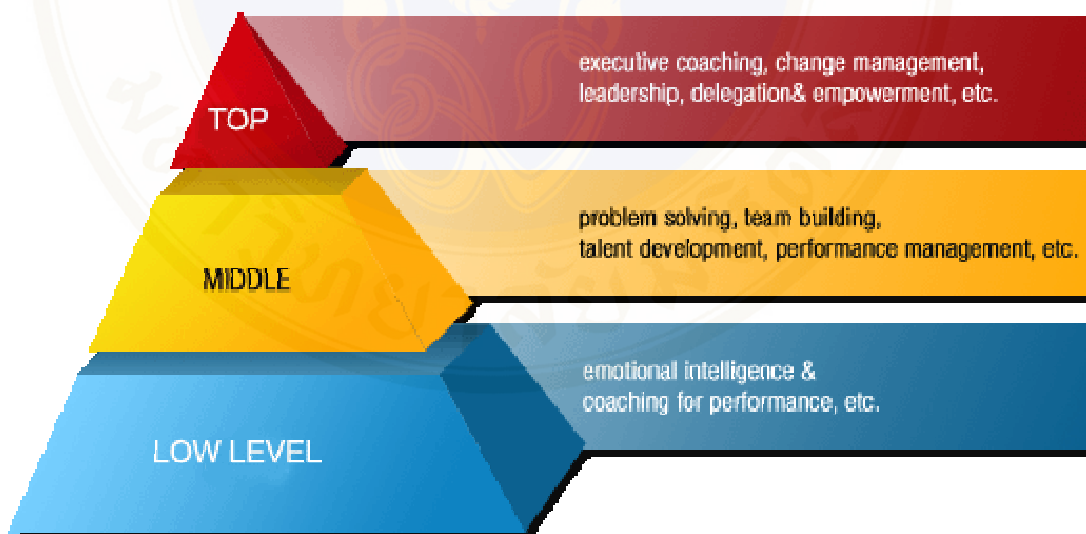 TOP
executive coaching, change management,
leadership, delegation& empowerment, etc.
MIDDLE
problem solving, team building,
talent development, performance management, etc.
LOW LEVEL
emotional intelligence &
coaching for performance, etc.